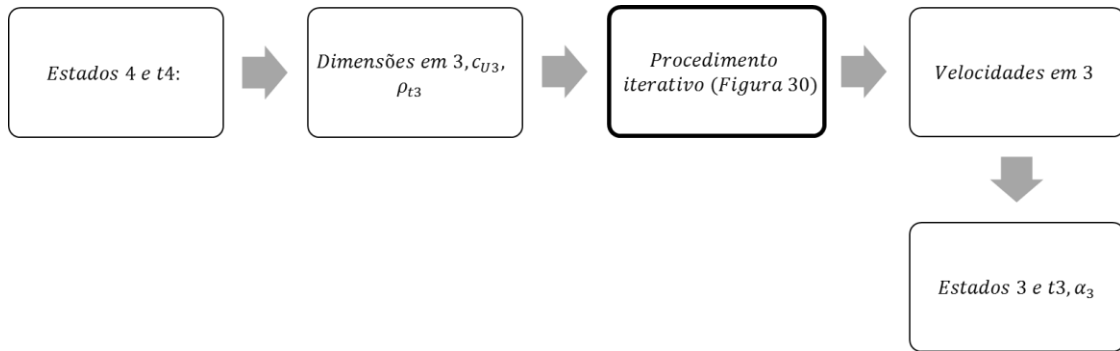 Estados 4 e t4:
Dimensões em 3, c_{U3},
ρ_{t3}
Procedimento
iterativo (Figura 30)
Velocidades em 3
Estados 3 e t3, α_3